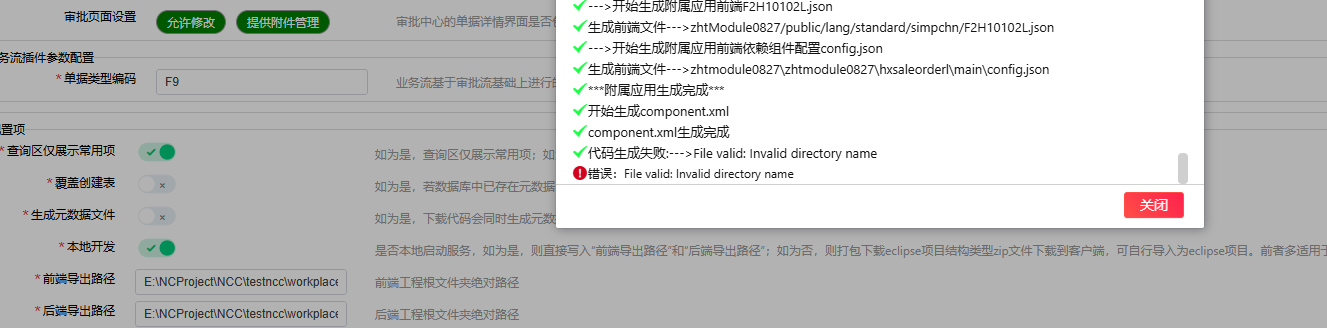 审批页面设置 允许修改 提供附件管理 审批中心的单据详情界面是否
务流插件参数配置
*单据类型编码 F9 业务流基于审批流基础上进行的
配置项
*查询区仅展示常用项 如为是，查询区仅展示常用项；如
*覆盖创建表 如为是，若数据库中已存在元数据
*生成元数据文件 如为是，下载代码会同时生成元数
*本地开发 是否本地启动服务，如为是，则直接写入“前端导出路径”和“后端导出路径”；如为否，则打包下载eclipse项目结构类型zip文件下载到客户端，可自行导入为eclipse项目。前者多适用于
*前端导出路径 E:\NCProject\NCC\testncc\workplace 前端工程根文件夹绝对路径
*后端导出路径 E:\NCProject\NCC\testncc\workplace 后端工程根文件夹绝对路径
--->开始生成附属应用前端F2H10102L.json
生成前端文件--->zhtModule0827/public/lang/standard/simpchn/F2H10102L.json
--->开始生成附属应用前端依赖组件配置config.json
生成前端文件--->zhtmodule0827\zhtmodule0827\hxsaleorderl\main\config.json
***附属应用生成完成***
开始生成component.xml
component.xml生成完成
代码生成失败:--->File valid: Invalid directory name
错误：File valid: Invalid directory name
关闭